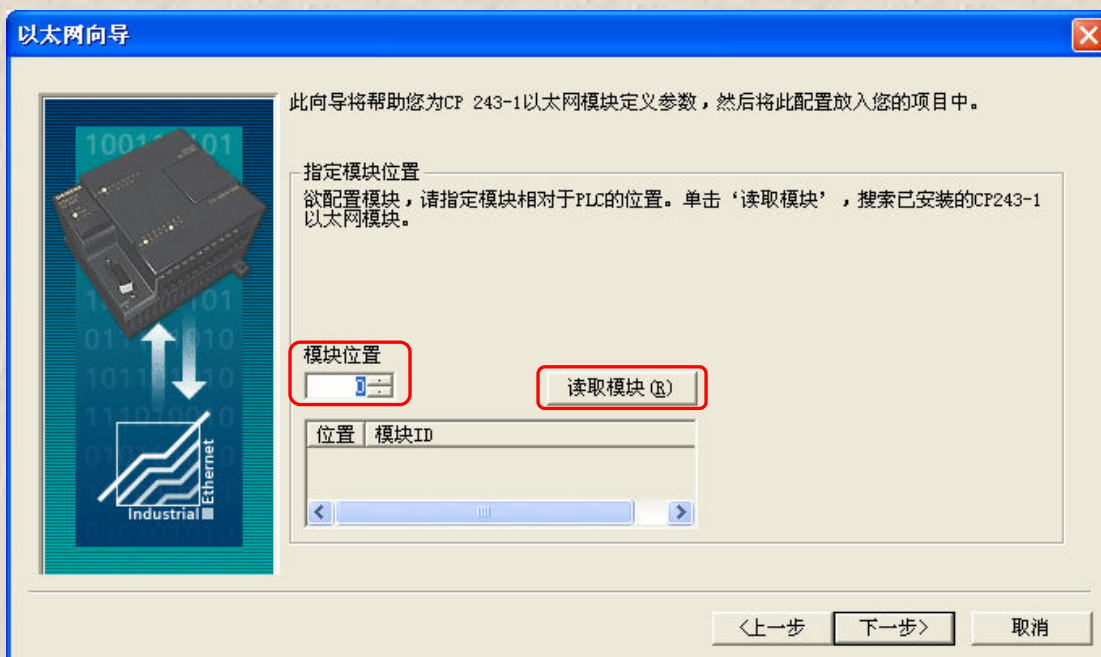 以太网向导
此向导将帮助您为CP 243-1以太网模块定义参数，然后将此配置放入您的项目中。
指定模块位置
欲配置模块，请指定模块相对于PLC的位置。单击‘读取模块’，搜索已安装的CP243-1
以太网模块。
模块位置
0
读取模块(R)
位置 模块ID
Industrial
Ethernet
<上一步 下一步> 取消